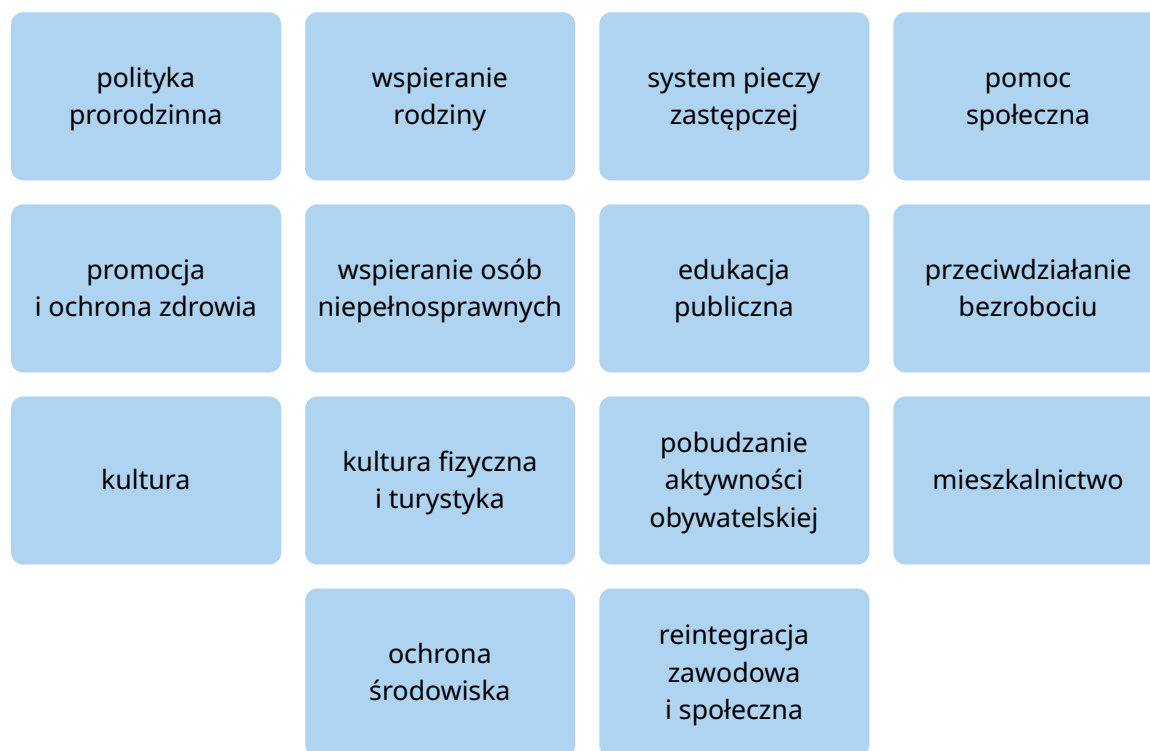 polityka
prorodzinna
wspieranie
rodziny
system pieczy
zastępczej
pomoc
społeczna
promocja
i ochrona zdrowia
wspieranie osób
niepełnosprawnych
edukacja
publiczna
przeciwdziałanie
bezrobociu
kultura
kultura fizyczna
i turystyka
pobudzanie
aktywności
obywatelskiej
mieszkalnictwo
ochrona
środowiska
reintegracja
zawodowa
i społeczna